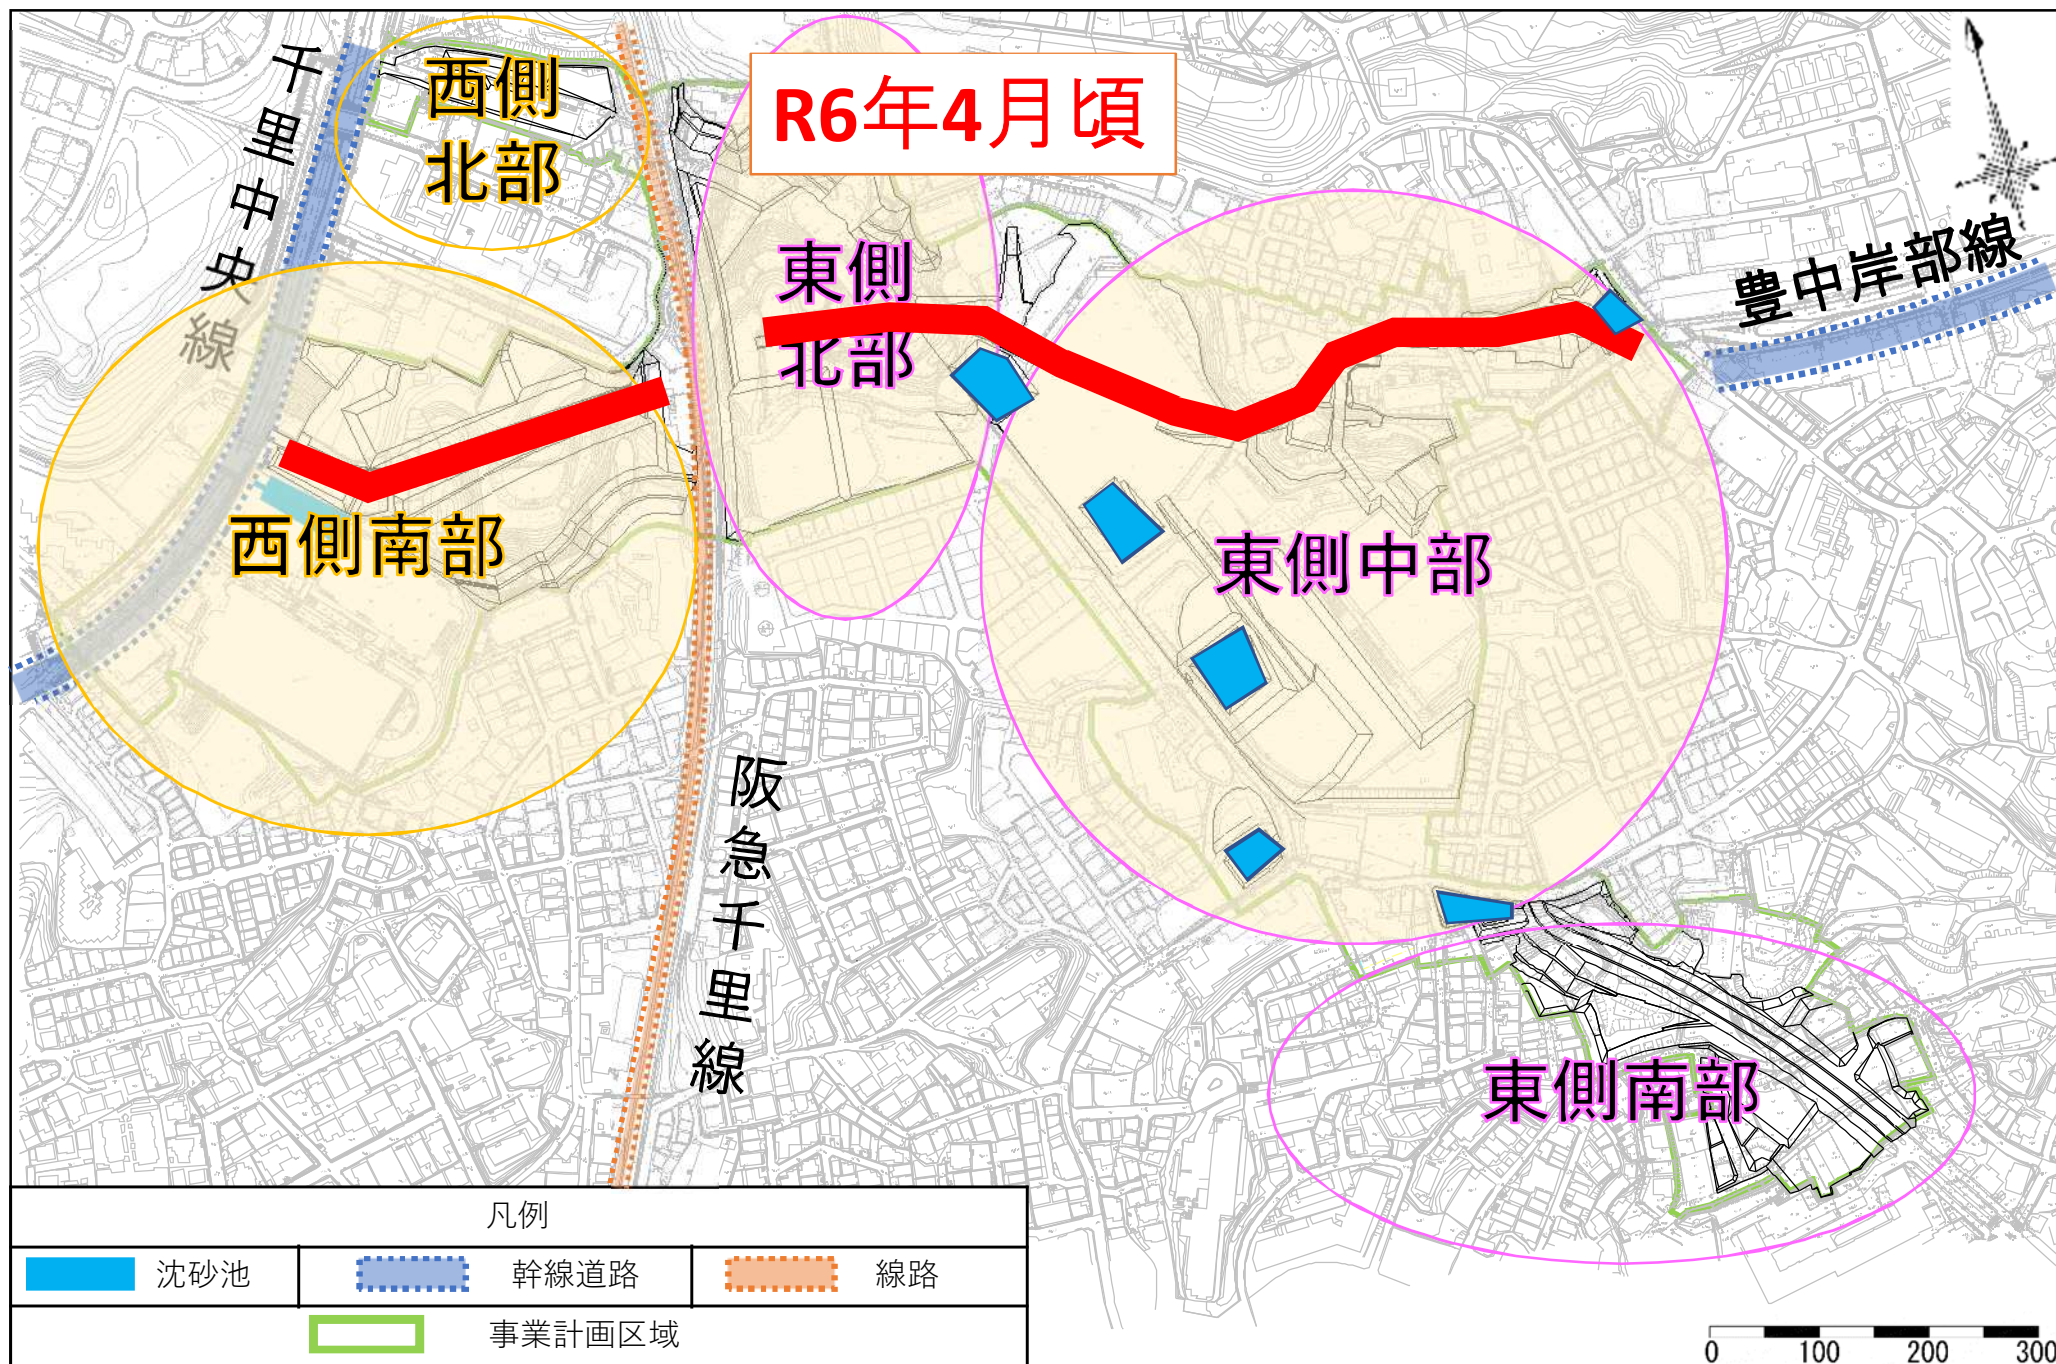 R6年4月頃
千里中央線
西側
北部
東側
北部
豊中岸部線
西側南部
東側中部
阪急千里線
東側南部
凡例
沈砂池
幹線道路
線路
事業計画区域
0 100 200 300